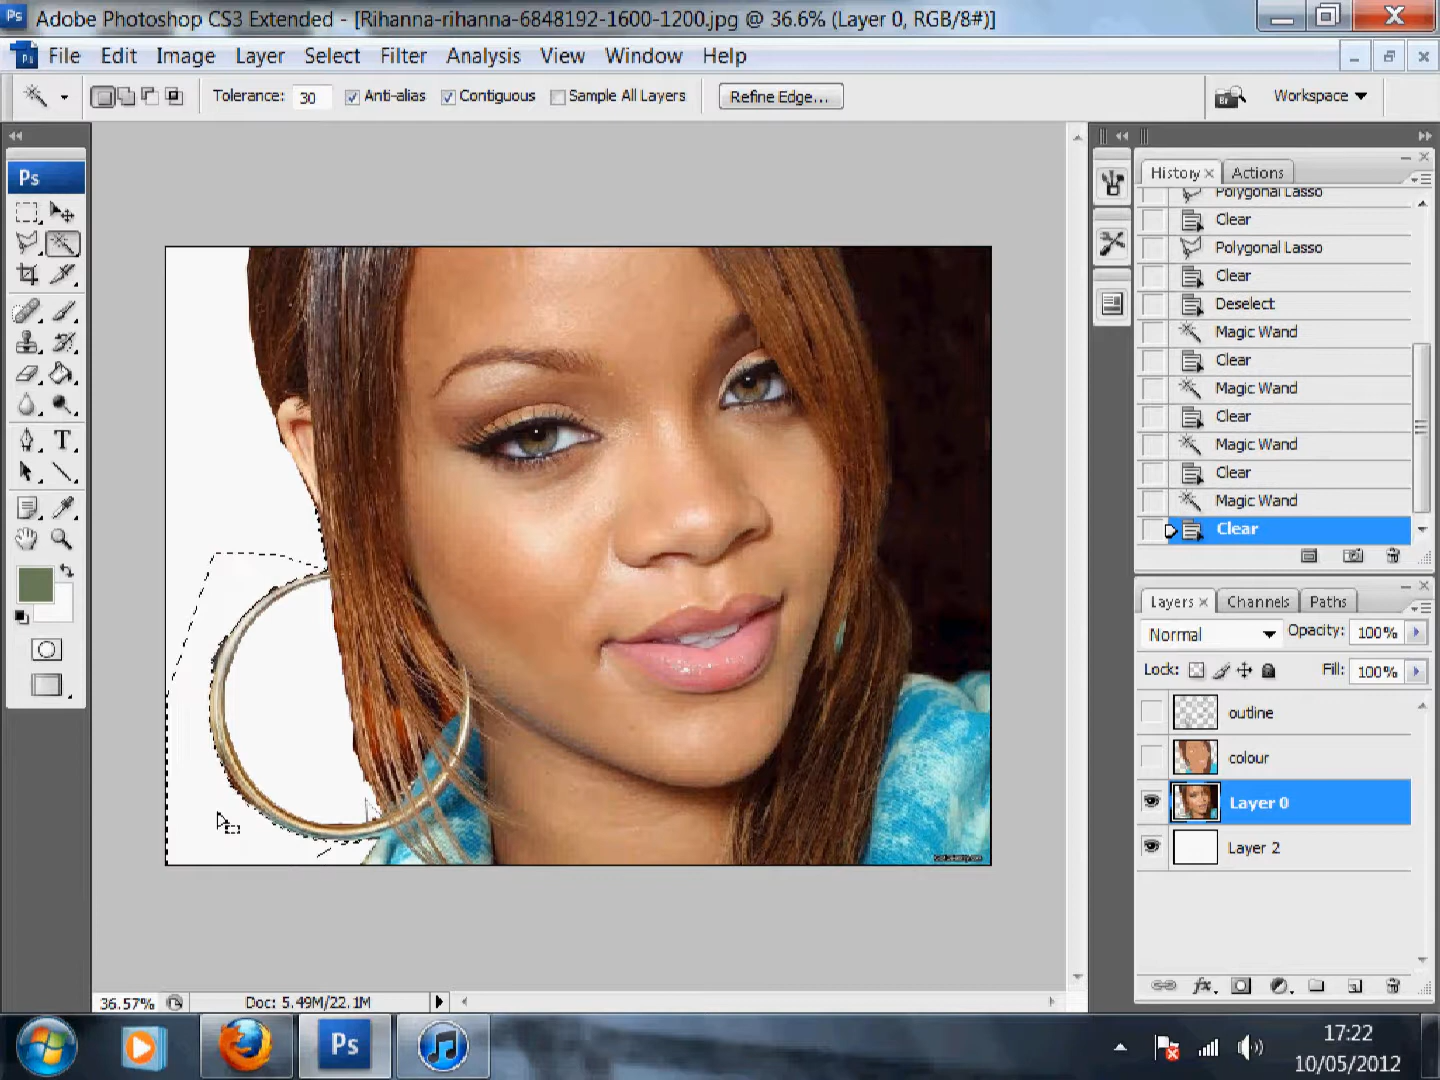 Adobe Photoshop CS3 Extended - [Rihanna-rihanna-6848192-1600-1200.jpg @ 36.6% (Layer 0, RGB/8#)]
File Edit Image Layer Select Filter Analysis View Window Help
Tolerance: 30 Anti-alias Contiguous Sample All Layers Refine Edge... Workspace
Ps
History Actions
Polygonal Lasso
Clear
Polygonal Lasso
Clear
Deselect
Magic Wand
Clear
Magic Wand
Clear
Magic Wand
Clear
Magic Wand
Clear
Layers Channels Paths
Normal Opacity: 100%
Lock: Fill: 100%
outline
colour
Layer 0
Layer 2
36.57% Doc: 5.49M/22.1M
Ps
17:22
10/05/2012